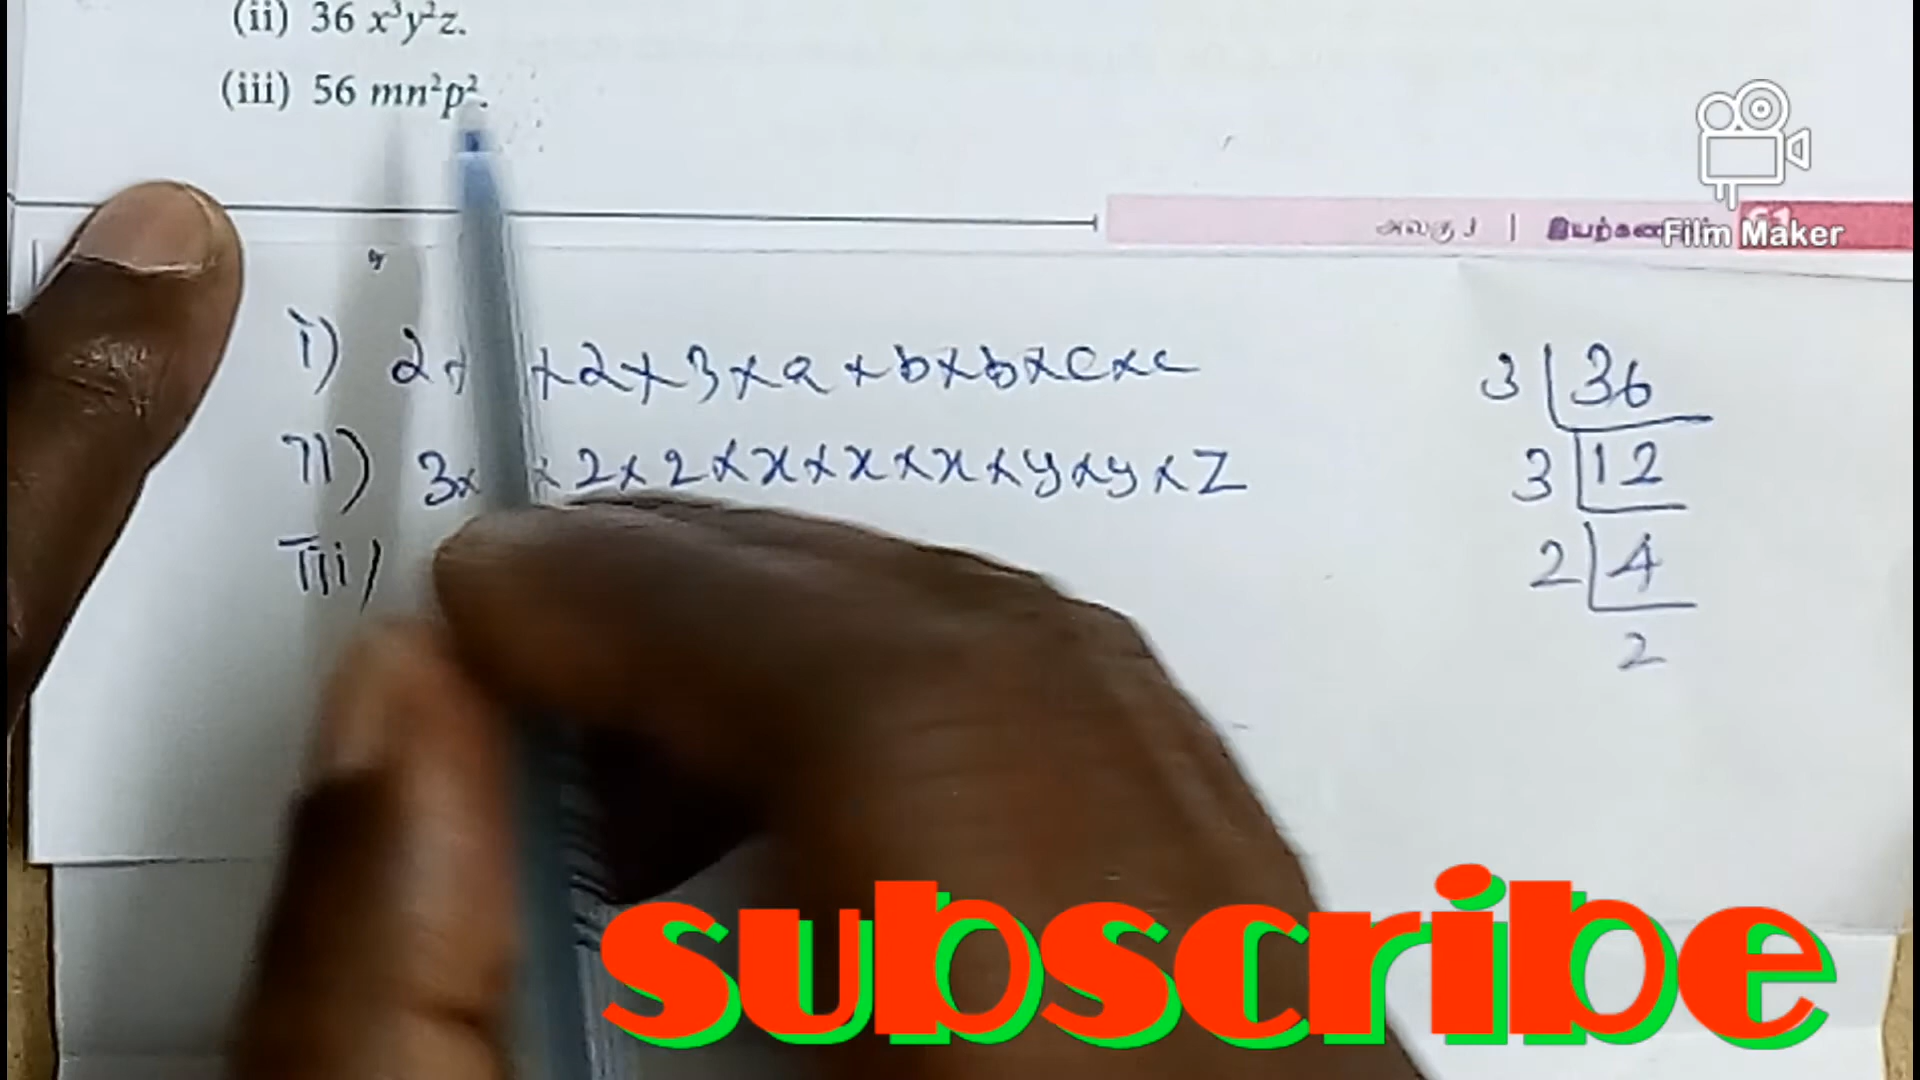 (ii) 36 x³y²z.
(iii) 56 mn²p².
Film Maker
i) 2 × × 2 × 3 × a × b × b × c × c
ii) 3 × × 2 × 2 × x × x × x × y × y × z
iii)
3 | 36
3 | 12
2 | 4
2
subscribe